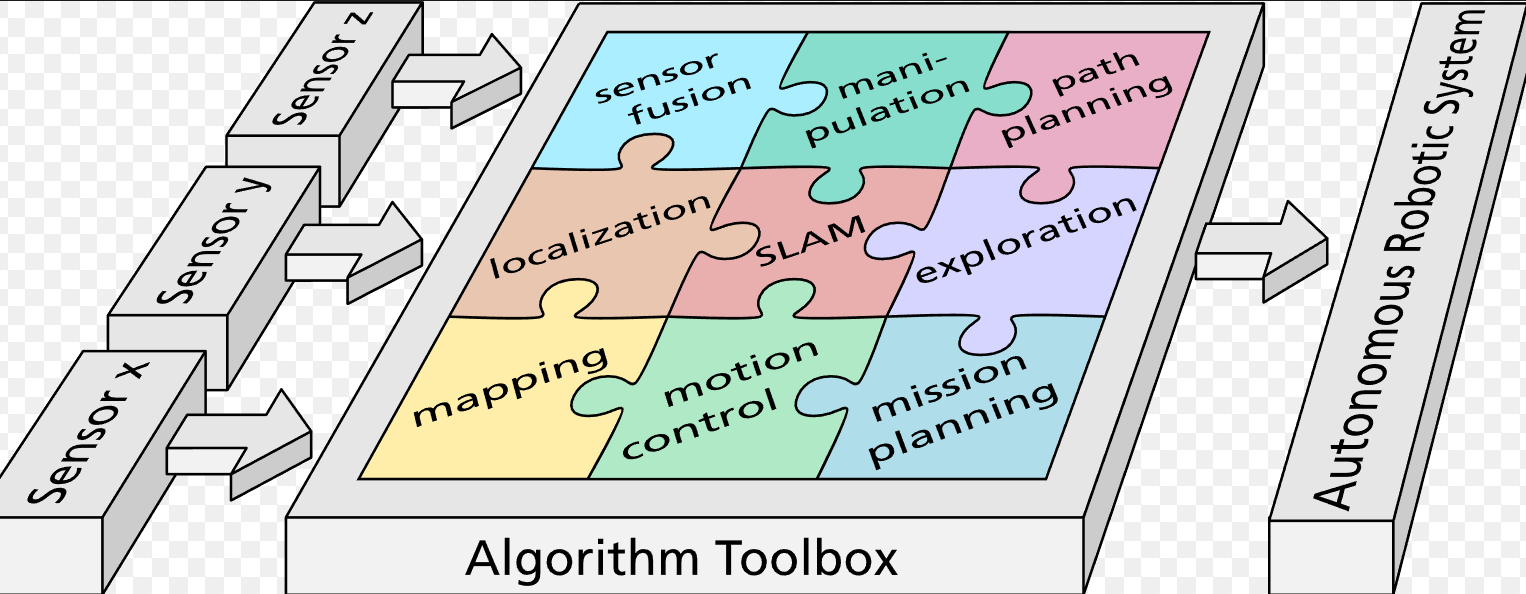 Sensor z
Sensor y
Sensor x
sensor
fusion
mani-
pulation
path
planning
localization
SLAM
exploration
mapping
motion
control
mission
planning
Algorithm Toolbox
Autonomous Robotic System